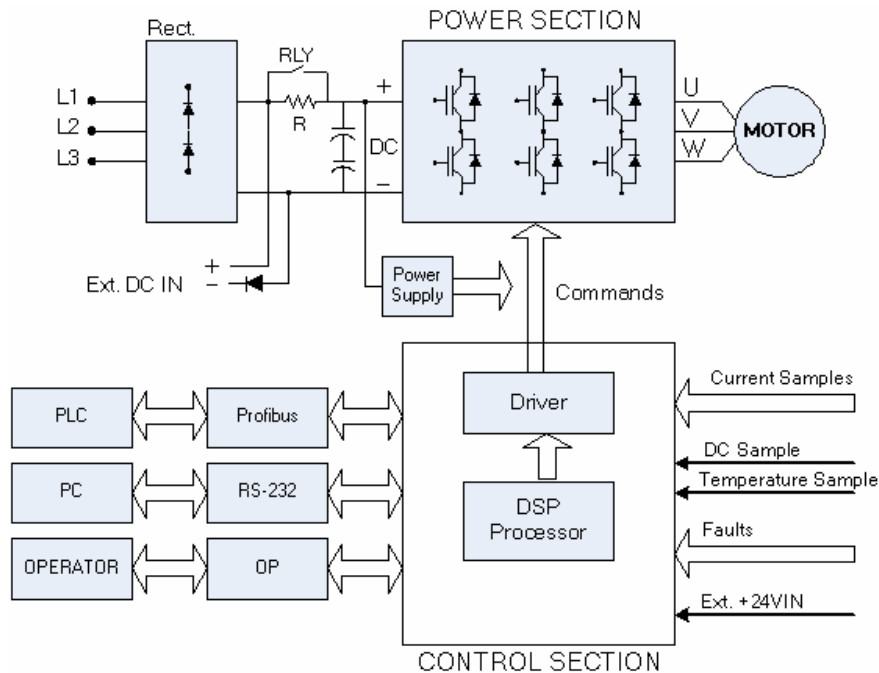 POWER SECTION
Rect.
RLY
L1
L2
L3
R
+
DC
−
U
V
W
MOTOR
+
−
Ext. DC IN
Power
Supply
Commands
PLC
Profibus
PC
RS-232
OPERATOR
OP
Driver
DSP
Processor
Current Samples
DC Sample
Temperature Sample
Faults
Ext. +24VIN
CONTROL SECTION